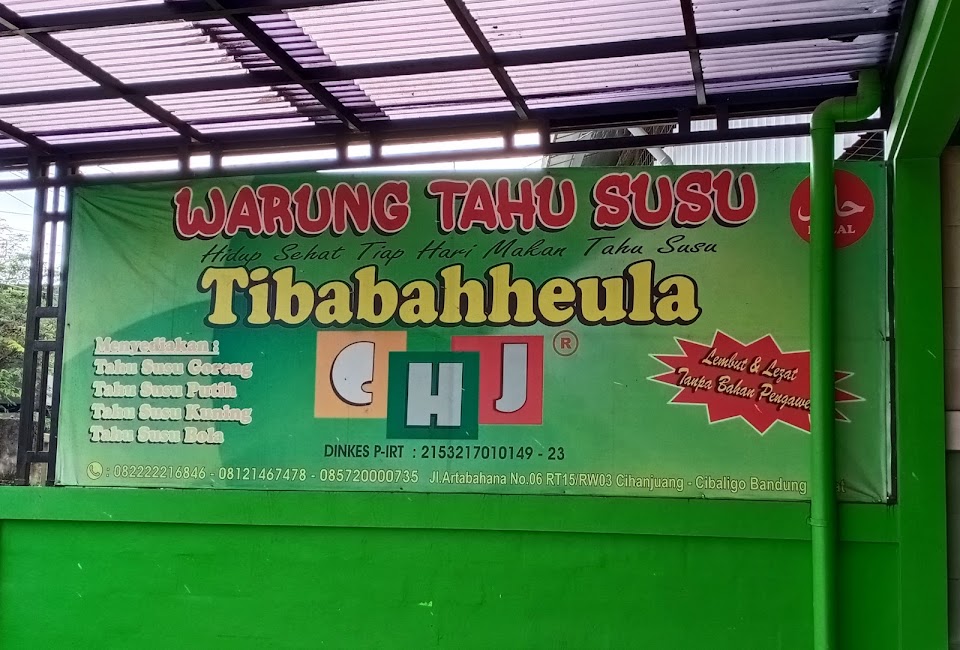 WARUNG TAHU SUSU
حلال
Hidup Sehat Tiap Hari Makan Tahu Susu
Tibabahheula
CHJ
®
Menyediakan :
Tahu Susu Goreng
Tahu Susu Putih
Tahu Susu Kuning
Tahu Susu Bola
Lembut & Lezat
Tanpa Bahan
DINKES P-IRT : 2153217010149 - 23
: 082222216846 - 08121467478 - 085720000735 Jl.Artabahana No.06 RT15/RW03 Cihanjuang - Cibaligo Bandung